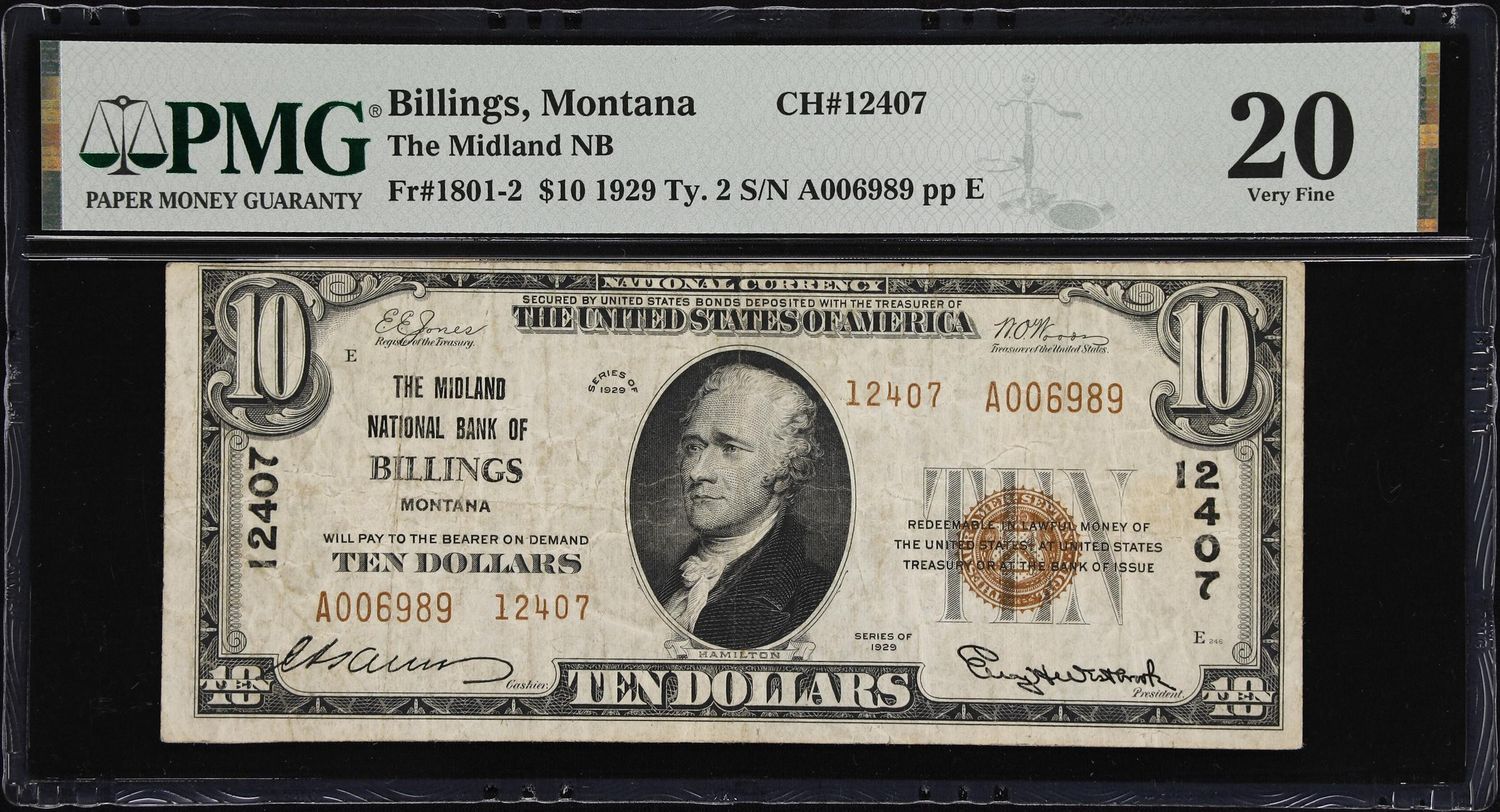 PMG®
PAPER MONEY GUARANTY
Billings, Montana CH#12407
The Midland NB
Fr#1801-2 $10 1929 Ty. 2 S/N A006989 pp E
20
Very Fine
NATIONAL CURRENCY
SECURED BY UNITED STATES BONDS DEPOSITED WITH THE TREASURER OF
THE UNITED STATES OF AMERICA
10
10
E E Jones
Register of the Treasury.
W.O. Woods
Treasurer of the United States.
E
THE MIDLAND
NATIONAL BANK OF
BILLINGS
MONTANA
SERIES OF
1929
12407 A006989
12407
12407
WILL PAY TO THE BEARER ON DEMAND
TEN DOLLARS
TEN
REDEEMABLE IN LAWFUL MONEY OF
THE UNITED STATES AT UNITED STATES
TREASURY OR AT THE BANK OF ISSUE
A006989 12407
HAMILTON
SERIES OF
1929
E 246
Cashier.
President.
10 TEN
TEN DOLLARS
10 TEN